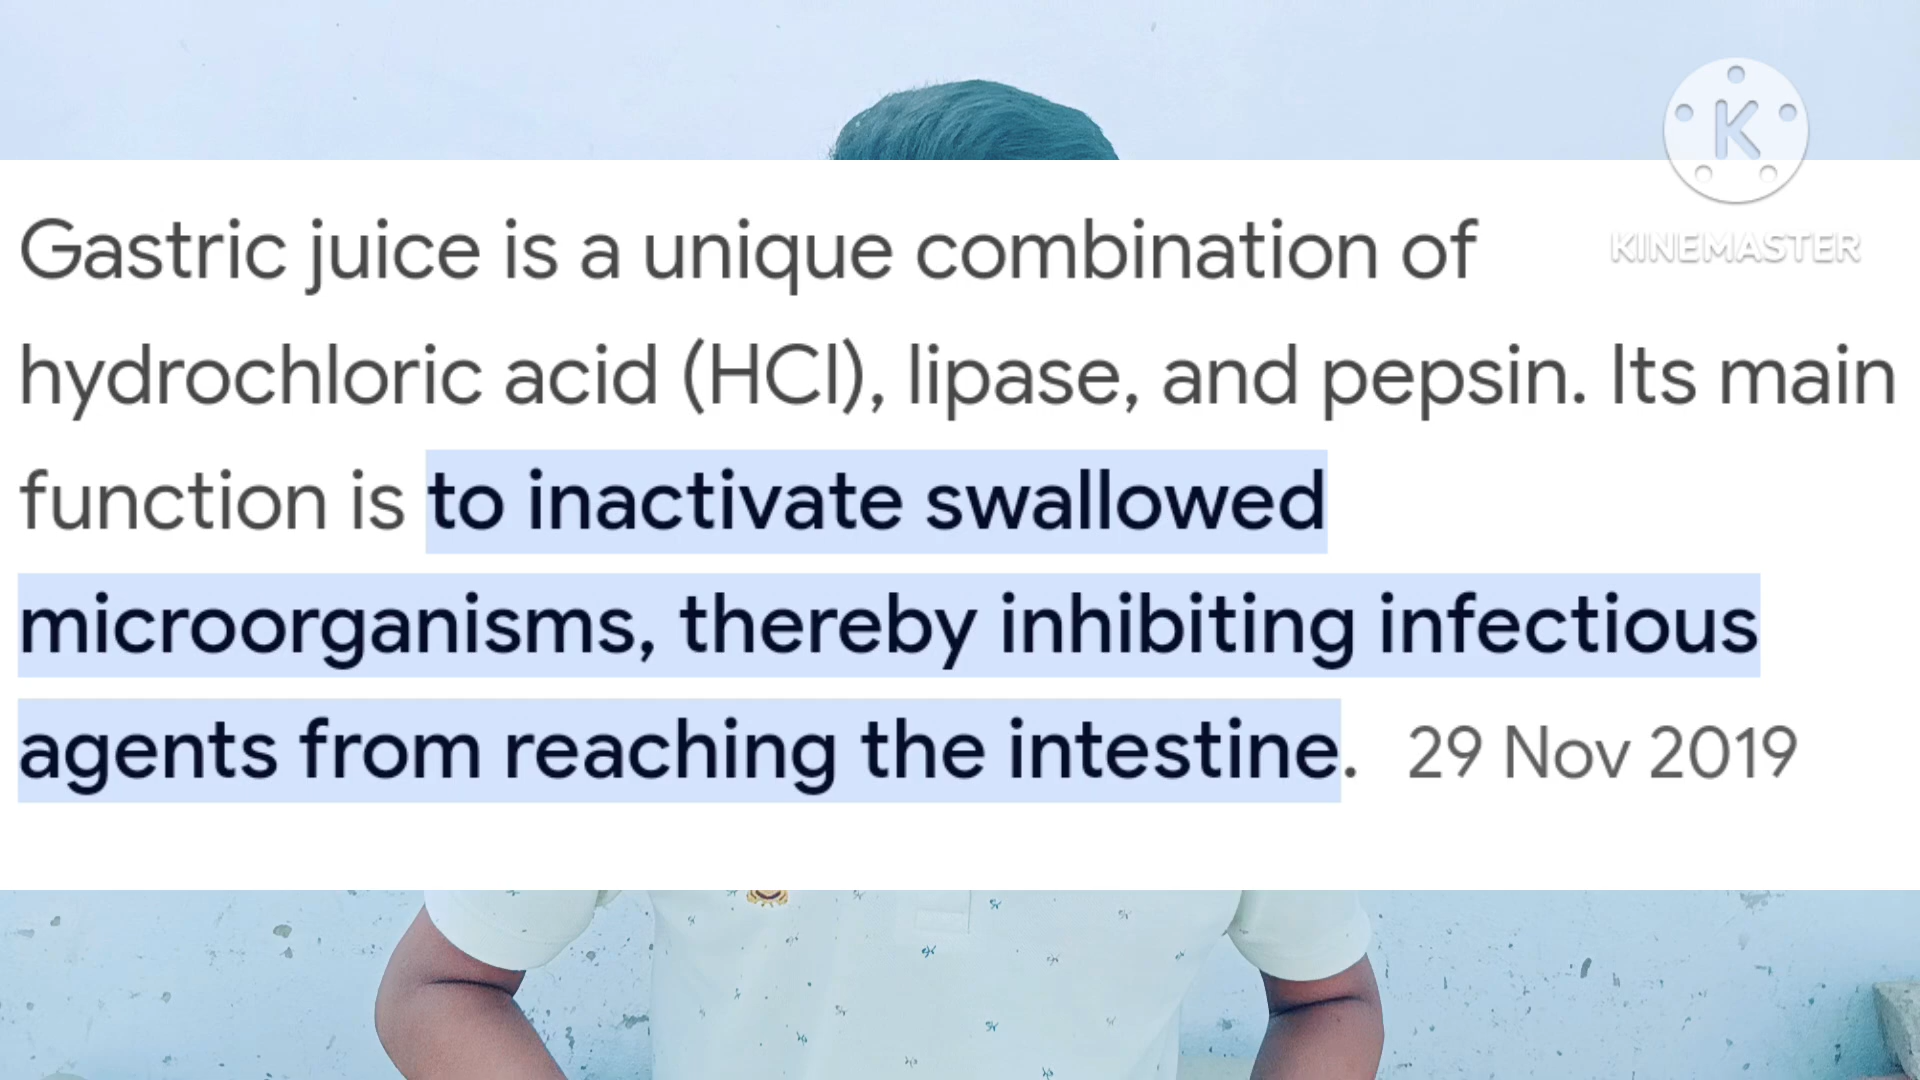 K
KINEMASTER
Gastric juice is a unique combination of
hydrochloric acid (HCl), lipase, and pepsin. Its main
function is to inactivate swallowed
microorganisms, thereby inhibiting infectious
agents from reaching the intestine. 29 Nov 2019